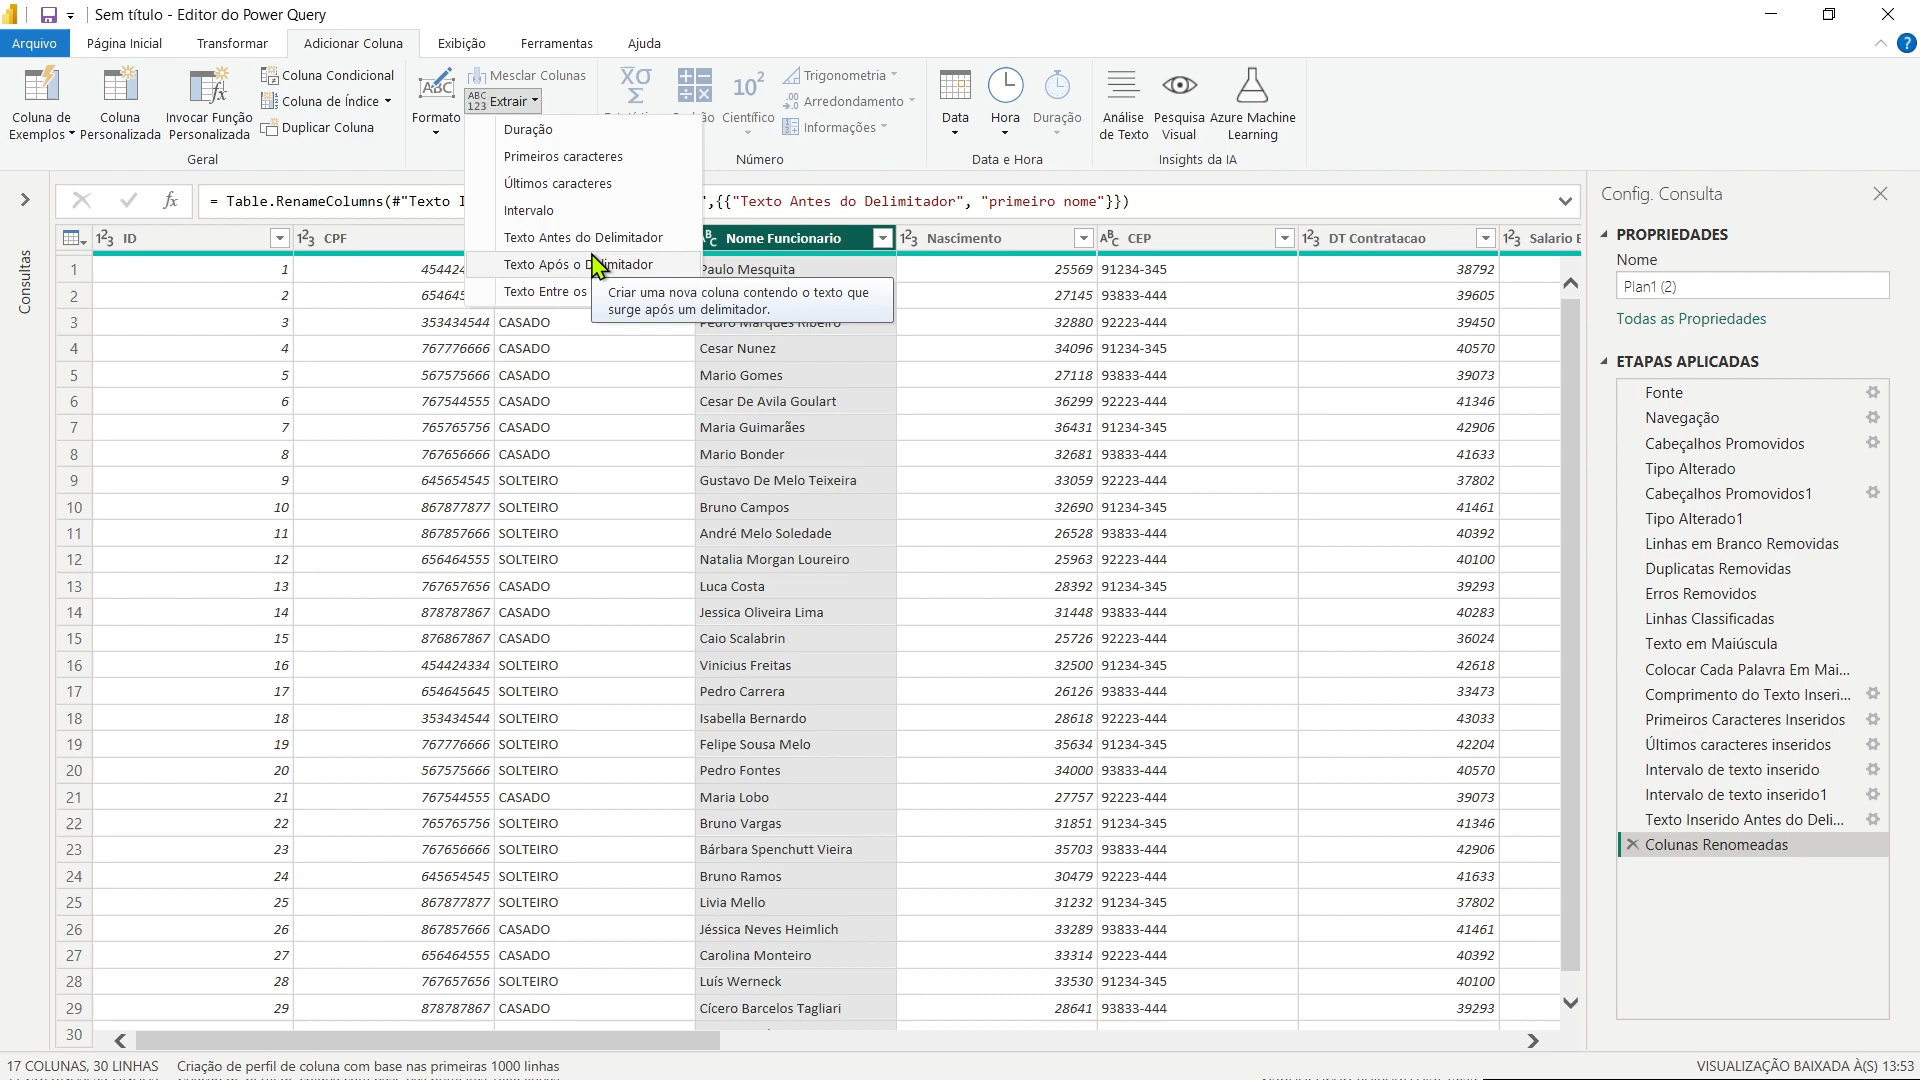 Sem título - Editor do Power Query
Arquivo Página Inicial Transformar Adicionar Coluna Exibição Ferramentas Ajuda
Coluna de Exemplos
Coluna Personalizada
Invocar Função Personalizada
Coluna Condicional
Coluna de Índice
Duplicar Coluna
Geral
Formato
Mesclar Colunas
Extrair
Científico
Trigonometria
Arredondamento
Informações
Número
Data
Hora
Duração
Data e Hora
Análise de Texto
Pesquisa Visual
Azure Machine Learning
Insights da IA
Duração
Primeiros caracteres
Últimos caracteres
Intervalo
Texto Antes do Delimitador
Texto Após o Delimitador
Texto Entre os
Criar uma nova coluna contendo o texto que
surge após um delimitador.
= Table.RenameColumns(#"Texto I ",{{"Texto Antes do Delimitador", "primeiro nome"}})
Consultas
ID CPF Nome Funcionario Nascimento CEP DT Contratacao Salario
1 1 454424 Paulo Mesquita 25569 91234-345 38792
2 2 654645 27145 93833-444 39605
3 3 353434544 CASADO Pedro Marques Ribeiro 32880 92223-444 39450
4 4 767776666 CASADO Cesar Nunez 34096 91234-345 40570
5 5 567575666 CASADO Mario Gomes 27118 93833-444 39073
6 6 767544555 CASADO Cesar De Avila Goulart 36299 92223-444 41346
7 7 765765756 CASADO Maria Guimarães 36431 91234-345 42906
8 8 767656666 CASADO Mario Bonder 32681 93833-444 41633
9 9 645654545 SOLTEIRO Gustavo De Melo Teixeira 33059 92223-444 37802
10 10 867877877 SOLTEIRO Bruno Campos 32690 91234-345 41461
11 11 867857666 SOLTEIRO André Melo Soledade 26528 93833-444 40392
12 12 656464555 SOLTEIRO Natalia Morgan Loureiro 25963 92223-444 40100
13 13 767657656 CASADO Luca Costa 28392 91234-345 39293
14 14 878787867 CASADO Jessica Oliveira Lima 31448 93833-444 40283
15 15 876867867 CASADO Caio Scalabrin 25726 92223-444 36024
16 16 454424334 SOLTEIRO Vinicius Freitas 32500 91234-345 42618
17 17 654645645 SOLTEIRO Pedro Carrera 26126 93833-444 33473
18 18 353434544 SOLTEIRO Isabella Bernardo 28618 92223-444 43033
19 19 767776666 SOLTEIRO Felipe Sousa Melo 35634 91234-345 42204
20 20 567575666 SOLTEIRO Pedro Fontes 34000 93833-444 40570
21 21 767544555 CASADO Maria Lobo 27757 92223-444 39073
22 22 765765756 SOLTEIRO Bruno Vargas 31851 91234-345 41346
23 23 767656666 SOLTEIRO Bárbara Spenchutt Vieira 35703 93833-444 42906
24 24 645654545 SOLTEIRO Bruno Ramos 30479 92223-444 41633
25 25 867877877 SOLTEIRO Livia Mello 31232 91234-345 37802
26 26 867857666 CASADO Jéssica Neves Heimlich 33289 93833-444 41461
27 27 656464555 CASADO Carolina Monteiro 33314 92223-444 40392
28 28 767657656 SOLTEIRO Luís Werneck 33530 91234-345 40100
29 29 878787867 CASADO Cícero Barcelos Tagliari 28641 93833-444 39293
30
Config. Consulta
PROPRIEDADES
Nome
Plan1 (2)
Todas as Propriedades
ETAPAS APLICADAS
Fonte
Navegação
Cabeçalhos Promovidos
Tipo Alterado
Cabeçalhos Promovidos1
Tipo Alterado1
Linhas em Branco Removidas
Duplicatas Removidas
Erros Removidos
Linhas Classificadas
Texto em Maiúscula
Colocar Cada Palavra Em Mai...
Comprimento do Texto Inseri...
Primeiros Caracteres Inseridos
Últimos caracteres inseridos
Intervalo de texto inserido
Intervalo de texto inserido1
Texto Inserido Antes do Deli...
Colunas Renomeadas
17 COLUNAS, 30 LINHAS Criação de perfil de coluna com base nas primeiras 1000 linhas VISUALIZAÇÃO BAIXADA À(S) 13:53